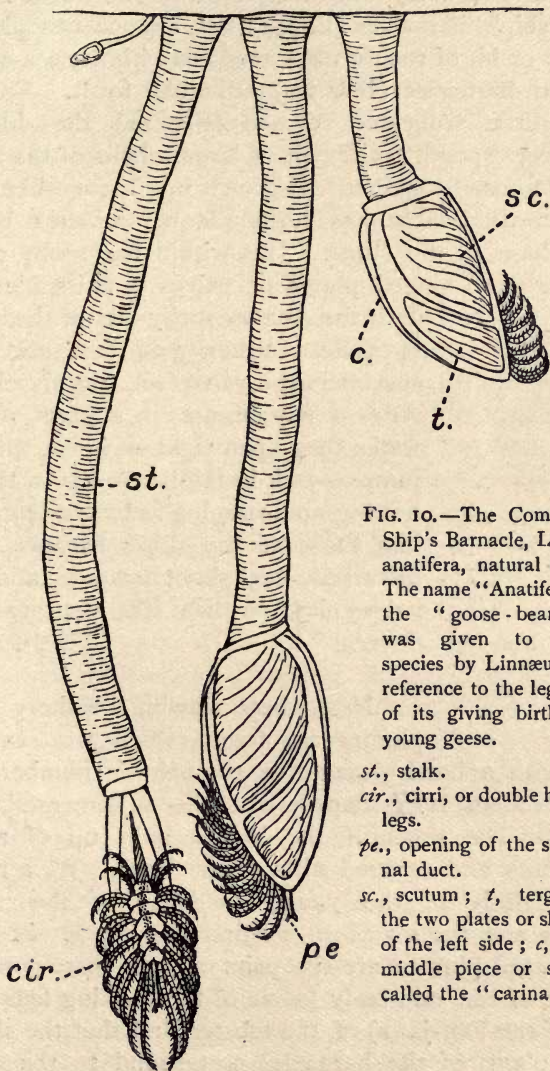 sc.
c.
t.
st.
FIG. 10.—The Com
Ship's Barnacle, L
anatifera, natural
The name "Anatife
the "goose-bear
was given to
species by Linnæu
reference to the leg
of its giving birt
young geese.
st., stalk.
cir., cirri, or double h
legs.
pe., opening of the s
nal duct.
sc., scutum; t, terg
the two plates or sh
of the left side; c,
middle piece or s
called the "carina
pe
cir.